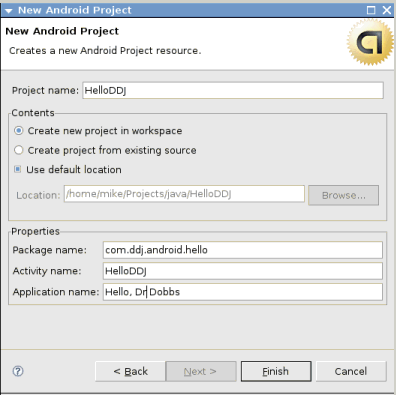 New Android Project
New Android Project
Creates a new Android Project resource.
Project name: HelloDDJ
Contents
Create new project in workspace
Create project from existing source
Use default location
Location: /home/mike/Projects/java/HelloDDJ Browse...
Properties
Package name: com.ddj.android.hello
Activity name: HelloDDJ
Application name: Hello, Dr Dobbs
? < Back Next > Finish Cancel